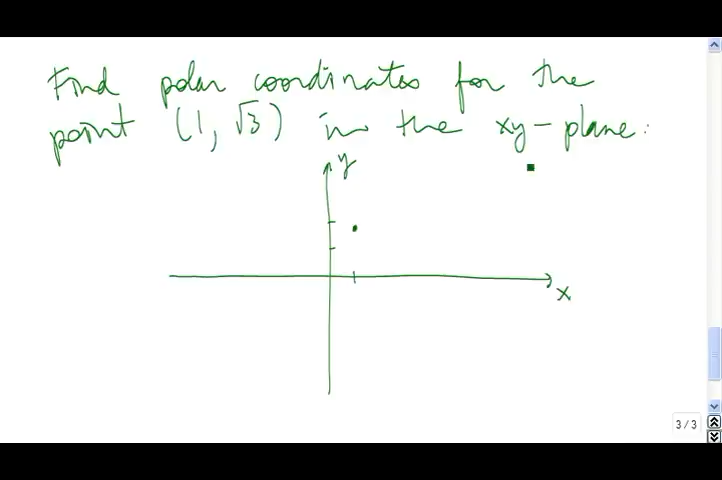 Find polar coordinates for the
point (1, √3) in the xy-plane.
y
x
3/3